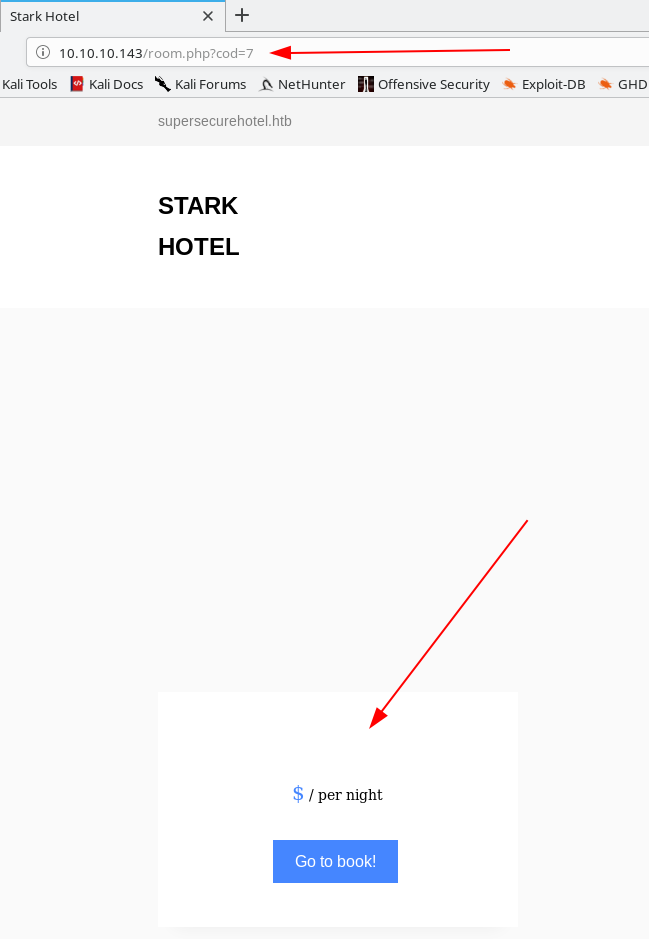 Stark Hotel
10.10.10.143/room.php?cod=7
Kali Tools Kali Docs Kali Forums NetHunter Offensive Security Exploit-DB GHD
supersecurehotel.htb
STARK
HOTEL
$ / per night
Go to book!